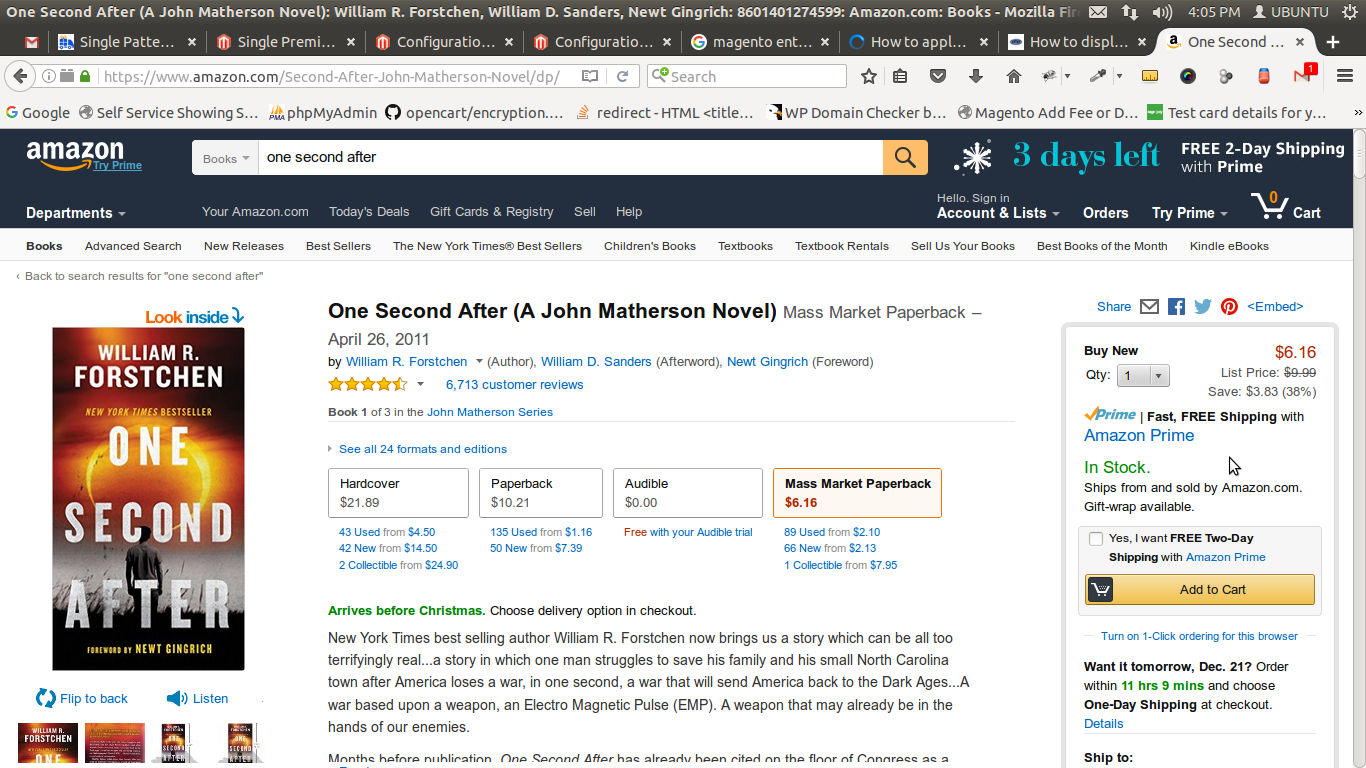 One Second After (A John Matherson Novel): William R. Forstchen, William D. Sanders, Newt Gingrich: 8601401274599: Amazon.com: Books - Mozilla Fir
4:05 PM UBUNTU
Single Patte... × Single Premi... × Configuratio... × Configuratio... × magento ent... × How to appl... × How to displ... × One Second ... ×
https://www.amazon.com/Second-After-John-Matherson-Novel/dp/ Search 1
Google Self Service Showing S... phpMyAdmin opencart/encryption.... redirect - HTML <title... WP Domain Checker b... Magento Add Fee or D... Test card details for y... »
amazon Try Prime
Books one second after
3 days left FREE 2-Day Shipping
with Prime
Departments Your Amazon.com Today's Deals Gift Cards & Registry Sell Help
Hello. Sign in
Account & Lists Orders Try Prime 0 Cart
Books Advanced Search New Releases Best Sellers The New York Times® Best Sellers Children's Books Textbooks Textbook Rentals Sell Us Your Books Best Books of the Month Kindle eBooks
‹ Back to search results for "one second after"
Look inside
WILLIAM R.
FORSTCHEN
NEW YORK TIMES BESTSELLER
ONE
SECOND
AFTER
FOREWORD BY NEWT GINGRICH
Flip to back Listen
WILLIAM R.
FORSTCHEN
ONE
One Second After (A John Matherson Novel) Mass Market Paperback –
April 26, 2011
by William R. Forstchen (Author), William D. Sanders (Afterword), Newt Gingrich (Foreword)
6,713 customer reviews
Book 1 of 3 in the John Matherson Series
See all 24 formats and editions
Hardcover
$21.89
43 Used from $4.50
42 New from $14.50
2 Collectible from $24.90
Paperback
$10.21
135 Used from $1.16
50 New from $7.39
Audible
$0.00
Free with your Audible trial
Mass Market Paperback
$6.16
89 Used from $2.10
66 New from $2.13
1 Collectible from $7.95
Arrives before Christmas. Choose delivery option in checkout.
New York Times best selling author William R. Forstchen now brings us a story which can be all too
terrifyingly real...a story in which one man struggles to save his family and his small North Carolina
town after America loses a war, in one second, a war that will send America back to the Dark Ages...A
war based upon a weapon, an Electro Magnetic Pulse (EMP). A weapon that may already be in the
hands of our enemies.
Months before publication, One Second After has already been cited on the floor of Congress as a
Share <Embed>
Buy New $6.16
Qty: 1 List Price: $9.99
Save: $3.83 (38%)
Prime | Fast, FREE Shipping with
Amazon Prime
In Stock.
Ships from and sold by Amazon.com.
Gift-wrap available.
Yes, I want FREE Two-Day
Shipping with Amazon Prime
Add to Cart
Turn on 1-Click ordering for this browser
Want it tomorrow, Dec. 21? Order
within 11 hrs 9 mins and choose
One-Day Shipping at checkout.
Details
Ship to: